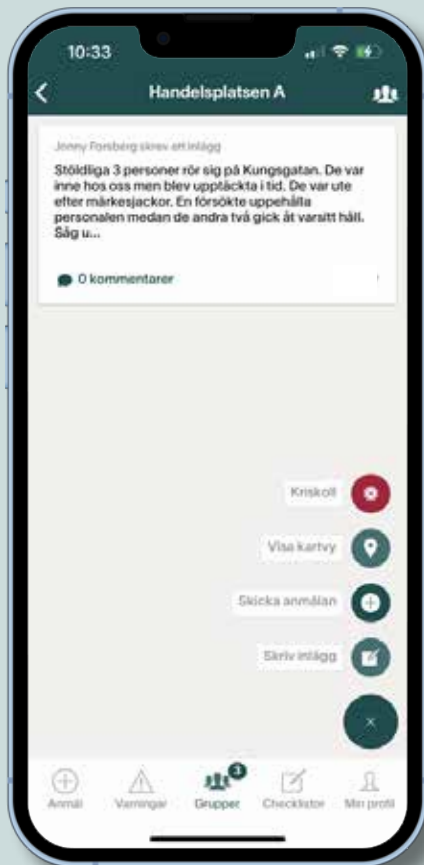 10:33
Handelsplatsen A
Jonny Forsberg skrev ett inlägg
Stöldliga 3 personer rör sig på Kungsgatan. De var
inne hos oss men blev upptäckta i tid. De var ute
efter märkesjackor. En försökte uppehålla
personalen medan de andra två gick åt varsitt håll.
Såg u...
0 kommentarer
Kriskoll
Visa kartvy
Skicka anmälan
Skriv inlägg
3
Anmäl
Varningar
Grupper
Checklistor
Min profil